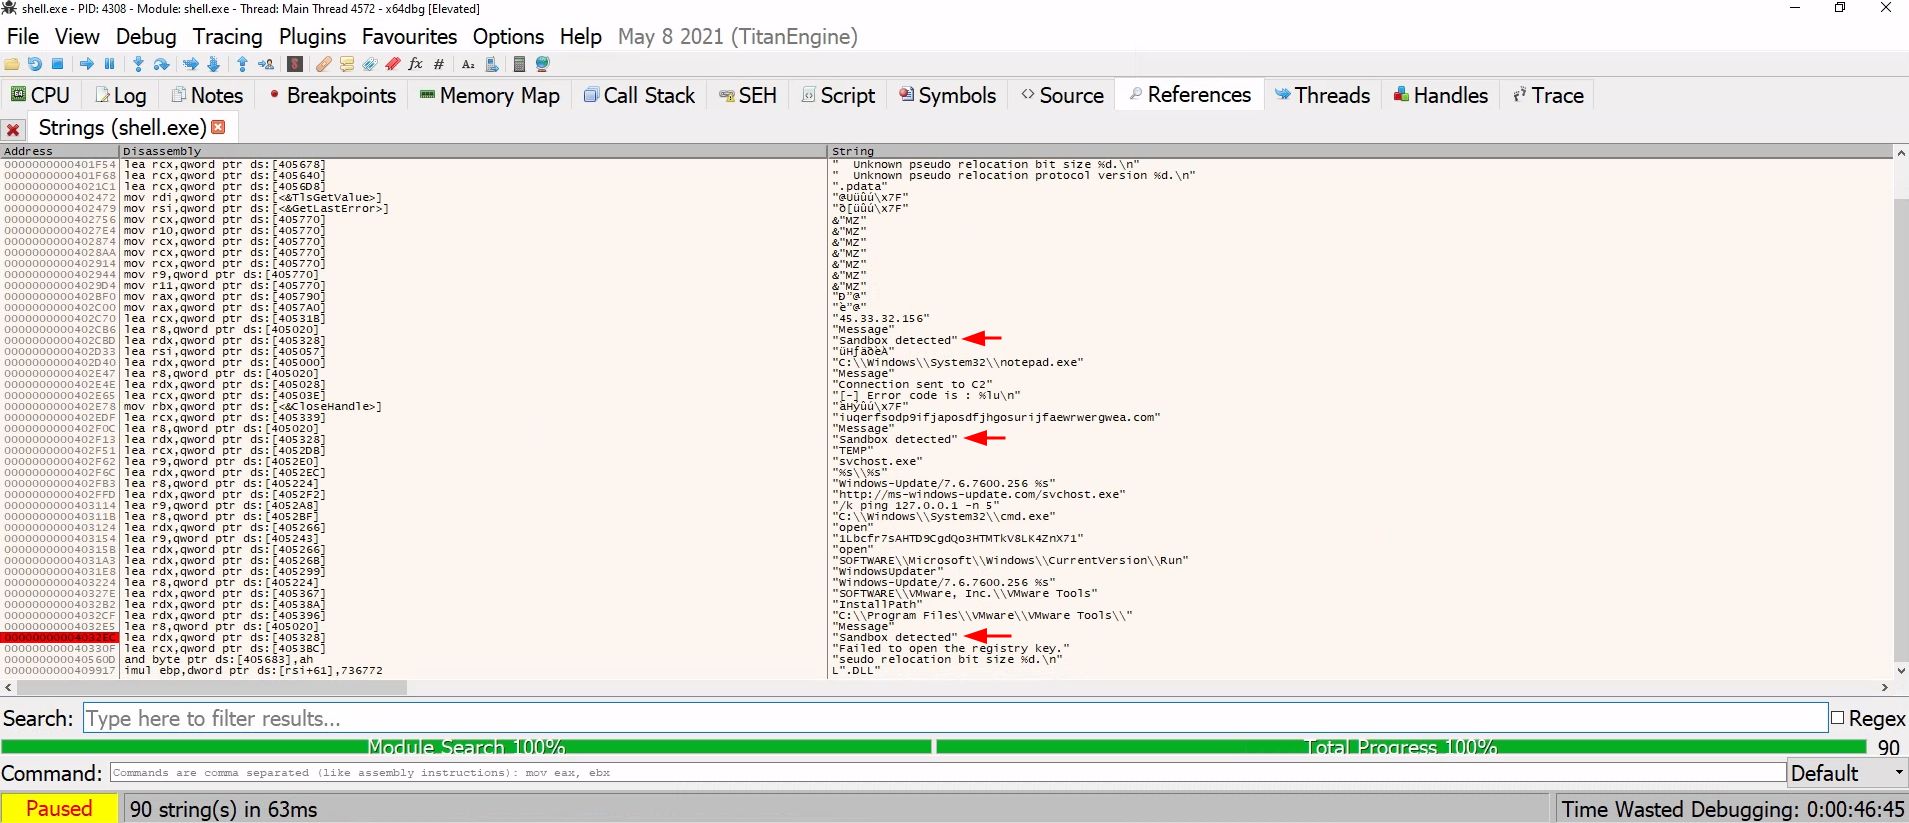 shell.exe - PID: 4308 - Module: shell.exe - Thread: Main Thread 4572 - x64dbg [Elevated]
File View Debug Tracing Plugins Favourites Options Help May 8 2021 (TitanEngine)
CPU Log Notes Breakpoints Memory Map Call Stack SEH Script Symbols Source References Threads Handles Trace
Strings (shell.exe)
Address Disassembly String
0000000000401F54 lea rcx,qword ptr ds:[405678] "  Unknown pseudo relocation bit size %d.\n"
0000000000401F68 lea rcx,qword ptr ds:[405640] "  Unknown pseudo relocation protocol version %d.\n"
00000000004021C1 lea rcx,qword ptr ds:[4056D8] ".pdata"
0000000000402472 mov rdi,qword ptr ds:[<&TlsGetValue>] "@Uüûú\x7F"
0000000000402479 mov rsi,qword ptr ds:[<&GetLastError>] "ð[üûú\x7F"
0000000000402756 mov rcx,qword ptr ds:[405770] &"MZ"
00000000004027E4 mov r10,qword ptr ds:[405770] &"MZ"
0000000000402874 mov rcx,qword ptr ds:[405770] &"MZ"
00000000004028AA mov rcx,qword ptr ds:[405770] &"MZ"
0000000000402914 mov rcx,qword ptr ds:[405770] &"MZ"
0000000000402944 mov r9,qword ptr ds:[405770] &"MZ"
00000000004029D4 mov r11,qword ptr ds:[405770] &"MZ"
0000000000402BF0 mov rax,qword ptr ds:[405790] "Ð"@"
0000000000402C00 mov rax,qword ptr ds:[4057A0] "è"@"
0000000000402C70 lea rcx,qword ptr ds:[40531B] "45.33.32.156"
0000000000402CB6 lea r8,qword ptr ds:[405020] "Message"
0000000000402CBD lea rdx,qword ptr ds:[405328] "Sandbox detected"
0000000000402D33 lea rsi,qword ptr ds:[405057] "üHƒäðèÀ"
0000000000402D40 lea rdx,qword ptr ds:[405000] "C:\\Windows\\System32\\notepad.exe"
0000000000402E47 lea r8,qword ptr ds:[405020] "Message"
0000000000402E4E lea rdx,qword ptr ds:[405028] "Connection sent to C2"
0000000000402E65 lea rcx,qword ptr ds:[40503E] "[-] Error code is : %lu\n"
0000000000402E78 mov rbx,qword ptr ds:[<&CloseHandle>]
0000000000402EDF lea rcx,qword ptr ds:[405339] "iuqerfsodp9ifjaposdfjhgosurijfaewrwergwea.com"
0000000000402F0C lea r8,qword ptr ds:[405020] "Message"
0000000000402F13 lea rdx,qword ptr ds:[405328] "Sandbox detected"
0000000000402F51 lea rcx,qword ptr ds:[4052DB] "TEMP"
0000000000402F62 lea r9,qword ptr ds:[4052E0] "svchost.exe"
0000000000402F6C lea rdx,qword ptr ds:[4052EC] "%s\\%s"
0000000000402FB3 lea r8,qword ptr ds:[405224] "Windows-Update/7.6.7600.256 %s"
0000000000402FFD lea rdx,qword ptr ds:[4052F2] "http://ms-windows-update.com/svchost.exe"
0000000000403114 lea r9,qword ptr ds:[4052A8] "/k ping 127.0.0.1 -n 5"
000000000040311B lea r8,qword ptr ds:[4052BF] "C:\\Windows\\System32\\cmd.exe"
0000000000403124 lea rdx,qword ptr ds:[405266] "open"
0000000000403154 lea r9,qword ptr ds:[405243] "1Lbcfr7sAHTD9CgdQo3HTMTkV8LK4ZnX71"
000000000040315B lea rdx,qword ptr ds:[405266] "open"
00000000004031A3 lea rdx,qword ptr ds:[40526B] "SOFTWARE\\Microsoft\\Windows\\CurrentVersion\\Run"
00000000004031E8 lea rdx,qword ptr ds:[405299] "WindowsUpdater"
0000000000403224 lea r8,qword ptr ds:[405224] "Windows-Update/7.6.7600.256 %s"
000000000040327E lea rdx,qword ptr ds:[405367] "SOFTWARE\\VMware, Inc.\\VMware Tools"
00000000004032B2 lea rdx,qword ptr ds:[40538A] "InstallPath"
00000000004032CF lea rdx,qword ptr ds:[405396] "C:\\Program Files\\VMware\\VMware Tools\\"
00000000004032E5 lea r8,qword ptr ds:[405020] "Message"
00000000004032EC lea rdx,qword ptr ds:[405328] "Sandbox detected"
000000000040330F lea rcx,qword ptr ds:[4053BC] "Failed to open the registry key."
000000000040560D and byte ptr ds:[405683],ah "seudo relocation bit size %d.\n"
0000000000409917 imul ebp,dword ptr ds:[rsi+61],736772 L".DLL"
Search: Type here to filter results... Regex
Module Search 100% Total Progress 100% 90
Command: Commands are comma separated (like assembly instructions): mov eax, ebx Default
Paused 90 string(s) in 63ms Time Wasted Debugging: 0:00:46:45